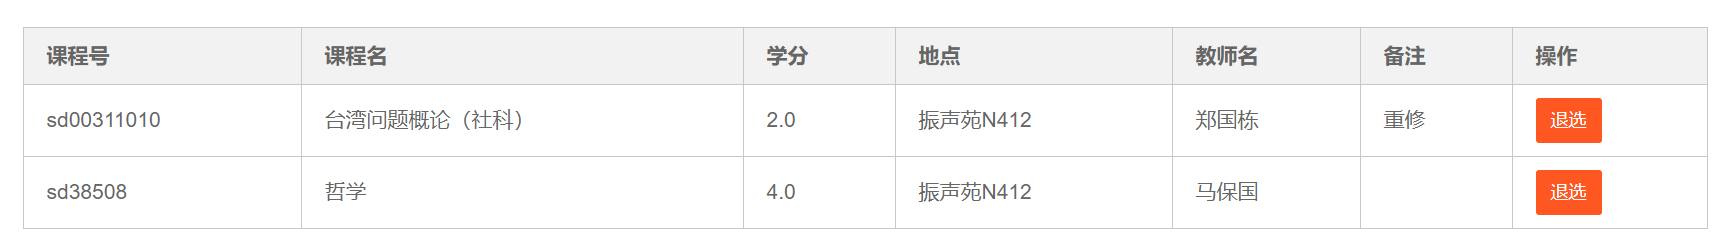 课程号 课程名 学分 地点 教师名 备注 操作
sd00311010 台湾问题概论（社科） 2.0 振声苑N412 郑国栋 重修 退选
sd38508 哲学 4.0 振声苑N412 马保国 退选